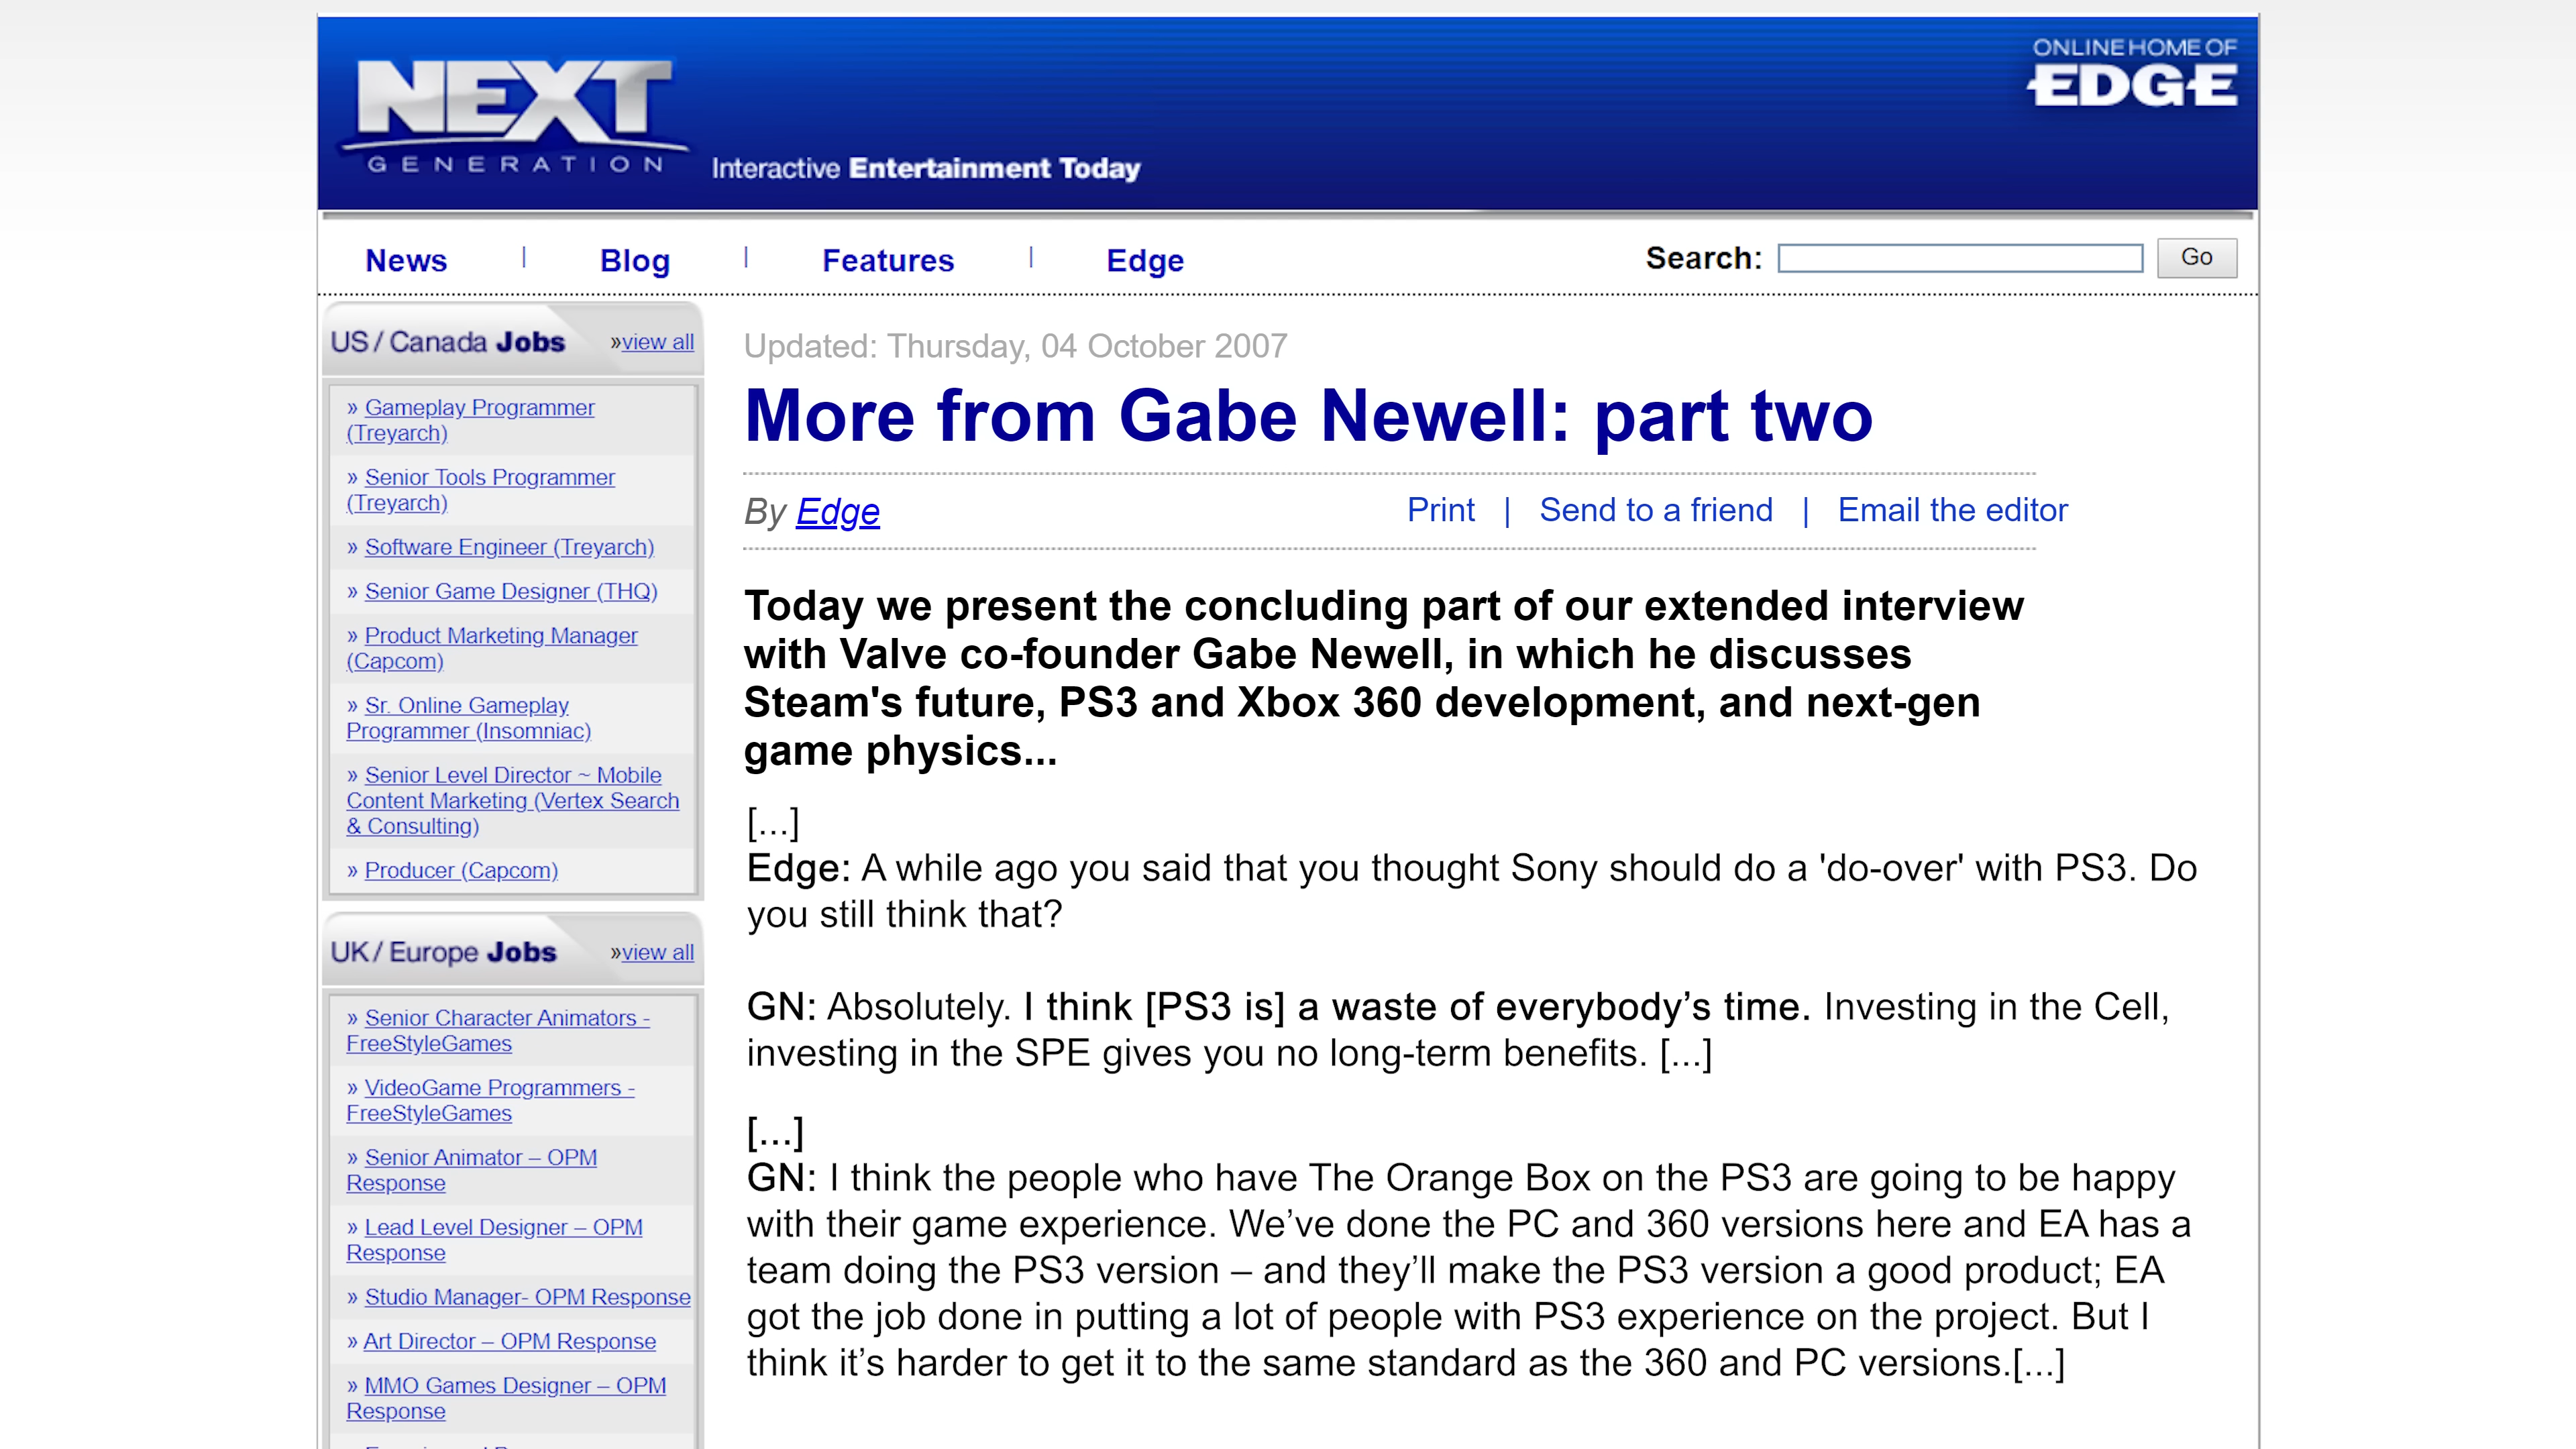 NEXT
GENERATION
Interactive Entertainment Today
ONLINE HOME OF
EDGE
News | Blog | Features | Edge
Search: Go
US / Canada Jobs »view all
» Gameplay Programmer
(Treyarch)
» Senior Tools Programmer
(Treyarch)
» Software Engineer (Treyarch)
» Senior Game Designer (THQ)
» Product Marketing Manager
(Capcom)
» Sr. Online Gameplay
Programmer (Insomniac)
» Senior Level Director ~ Mobile
Content Marketing (Vertex Search
& Consulting)
» Producer (Capcom)
UK / Europe Jobs »view all
» Senior Character Animators -
FreeStyleGames
» VideoGame Programmers -
FreeStyleGames
» Senior Animator – OPM
Response
» Lead Level Designer – OPM
Response
» Studio Manager- OPM Response
» Art Director – OPM Response
» MMO Games Designer – OPM
Response
Updated: Thursday, 04 October 2007
More from Gabe Newell: part two
By Edge
Print | Send to a friend | Email the editor
Today we present the concluding part of our extended interview
with Valve co-founder Gabe Newell, in which he discusses
Steam's future, PS3 and Xbox 360 development, and next-gen
game physics...
[...]
Edge: A while ago you said that you thought Sony should do a 'do-over' with PS3. Do
you still think that?
GN: Absolutely. I think [PS3 is] a waste of everybody’s time. Investing in the Cell,
investing in the SPE gives you no long-term benefits. [...]
[...]
GN: I think the people who have The Orange Box on the PS3 are going to be happy
with their game experience. We’ve done the PC and 360 versions here and EA has a
team doing the PS3 version – and they’ll make the PS3 version a good product; EA
got the job done in putting a lot of people with PS3 experience on the project. But I
think it’s harder to get it to the same standard as the 360 and PC versions.[...]